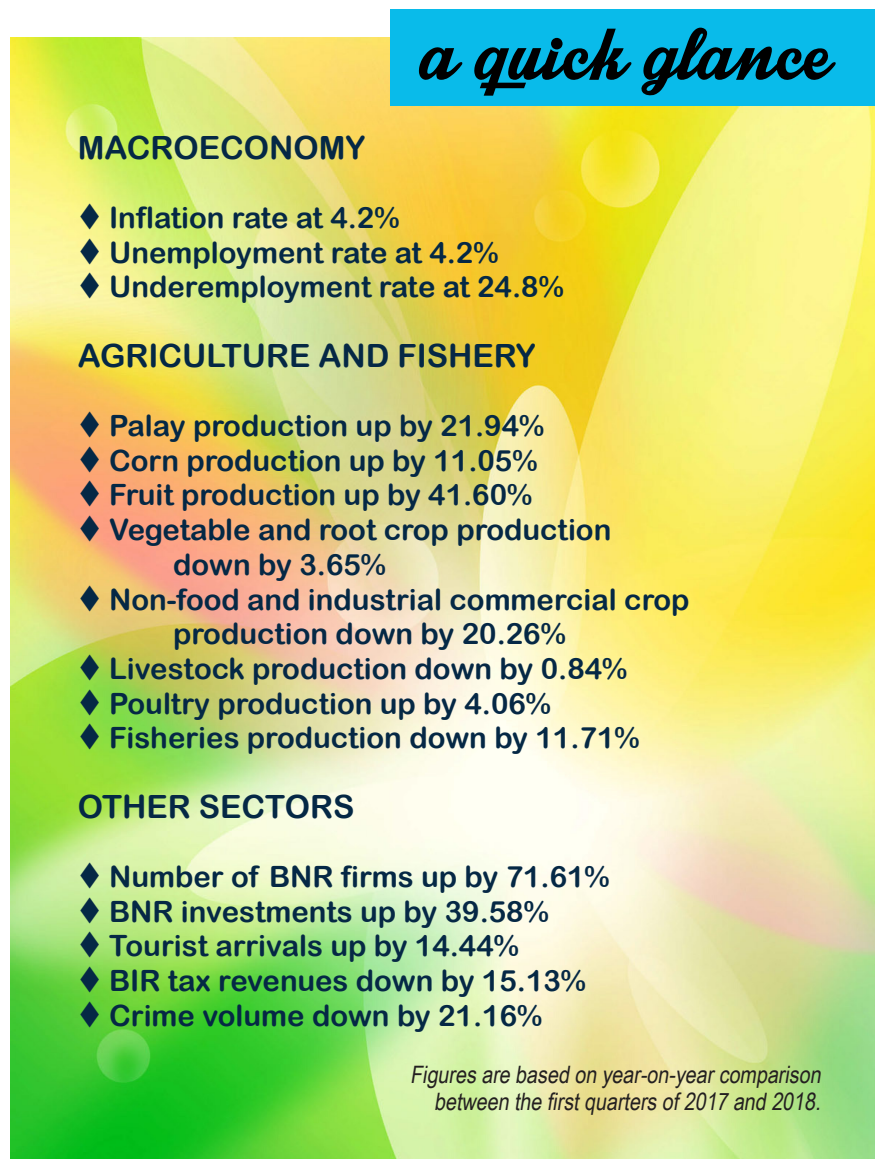 a quick glance
MACROECONOMY
♦ Inflation rate at 4.2%
♦ Unemployment rate at 4.2%
♦ Underemployment rate at 24.8%
AGRICULTURE AND FISHERY
♦ Palay production up by 21.94%
♦ Corn production up by 11.05%
♦ Fruit production up by 41.60%
♦ Vegetable and root crop production
down by 3.65%
♦ Non-food and industrial commercial crop
production down by 20.26%
♦ Livestock production down by 0.84%
♦ Poultry production up by 4.06%
♦ Fisheries production down by 11.71%
OTHER SECTORS
♦ Number of BNR firms up by 71.61%
♦ BNR investments up by 39.58%
♦ Tourist arrivals up by 14.44%
♦ BIR tax revenues down by 15.13%
♦ Crime volume down by 21.16%
Figures are based on year-on-year comparison
between the first quarters of 2017 and 2018.